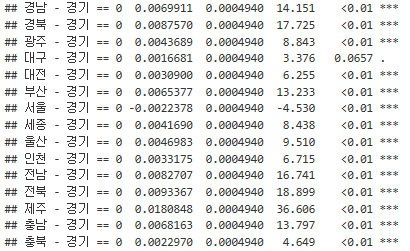 ## 경남 - 경기 == 0  0.0069911  0.0004940  14.151   <0.01 ***
## 경북 - 경기 == 0  0.0087570  0.0004940  17.725   <0.01 ***
## 광주 - 경기 == 0  0.0043689  0.0004940   8.843   <0.01 ***
## 대구 - 경기 == 0  0.0016681  0.0004940   3.376  0.0657 .
## 대전 - 경기 == 0  0.0030900  0.0004940   6.255   <0.01 ***
## 부산 - 경기 == 0  0.0065377  0.0004940  13.233   <0.01 ***
## 서울 - 경기 == 0 -0.0022378  0.0004940  -4.530   <0.01 ***
## 세종 - 경기 == 0  0.0041690  0.0004940   8.438   <0.01 ***
## 울산 - 경기 == 0  0.0046983  0.0004940   9.510   <0.01 ***
## 인천 - 경기 == 0  0.0033175  0.0004940   6.715   <0.01 ***
## 전남 - 경기 == 0  0.0082707  0.0004940  16.741   <0.01 ***
## 전북 - 경기 == 0  0.0093367  0.0004940  18.899   <0.01 ***
## 제주 - 경기 == 0  0.0180848  0.0004940  36.606   <0.01 ***
## 충남 - 경기 == 0  0.0068163  0.0004940  13.797   <0.01 ***
## 충북 - 경기 == 0  0.0022970  0.0004940   4.649   <0.01 ***